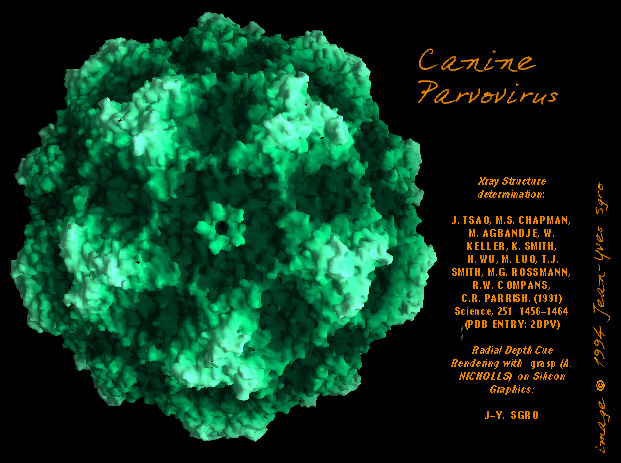 Canine
Parvovirus
Xray Structure
determination:
J. TSAO, M.S. CHAPMAN,
M. AGBANDJE, W.
KELLER, K. SMITH,
H. WU, M. LUO, T.J.
SMITH, M.G. ROSSMANN,
R.W. COMPANS,
C.R. PARRISH. (1991)
Science, 251 1456-1464
(PDB ENTRY: 2DPV)
Radial Depth Cue
Rendering with grasp (A.
NICHOLLS) on Silicon
Graphics:
J-Y. SGRO
image © 1994 Jean-Yves Sgro